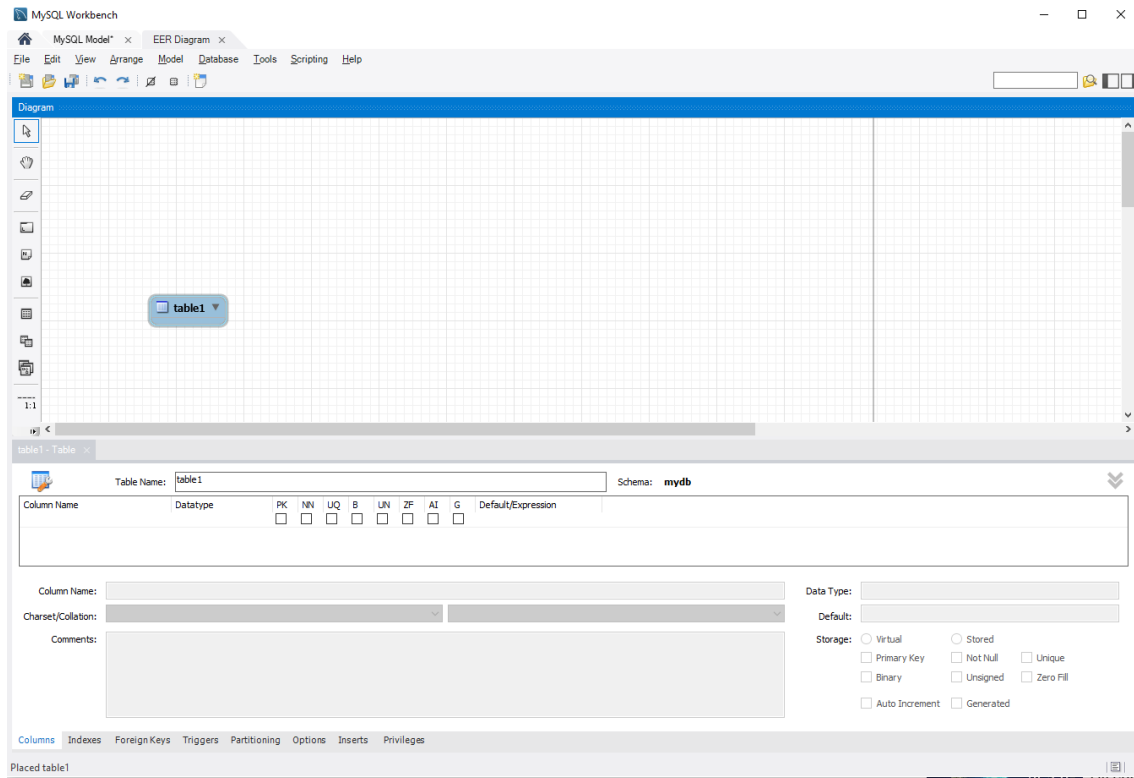 MySQL Workbench
MySQL Model* × EER Diagram ×
File Edit View Arrange Model Database Tools Scripting Help
Diagram
table1
1:1
table1 - Table ×
Table Name: table1 Schema: mydb
Column Name Datatype PK NN UQ B UN ZF AI G Default/Expression
Column Name: Data Type:
Charset/Collation: Default:
Comments: Storage: Virtual Stored
Primary Key Not Null Unique
Binary Unsigned Zero Fill
Auto Increment Generated
Columns Indexes Foreign Keys Triggers Partitioning Options Inserts Privileges
Placed table1